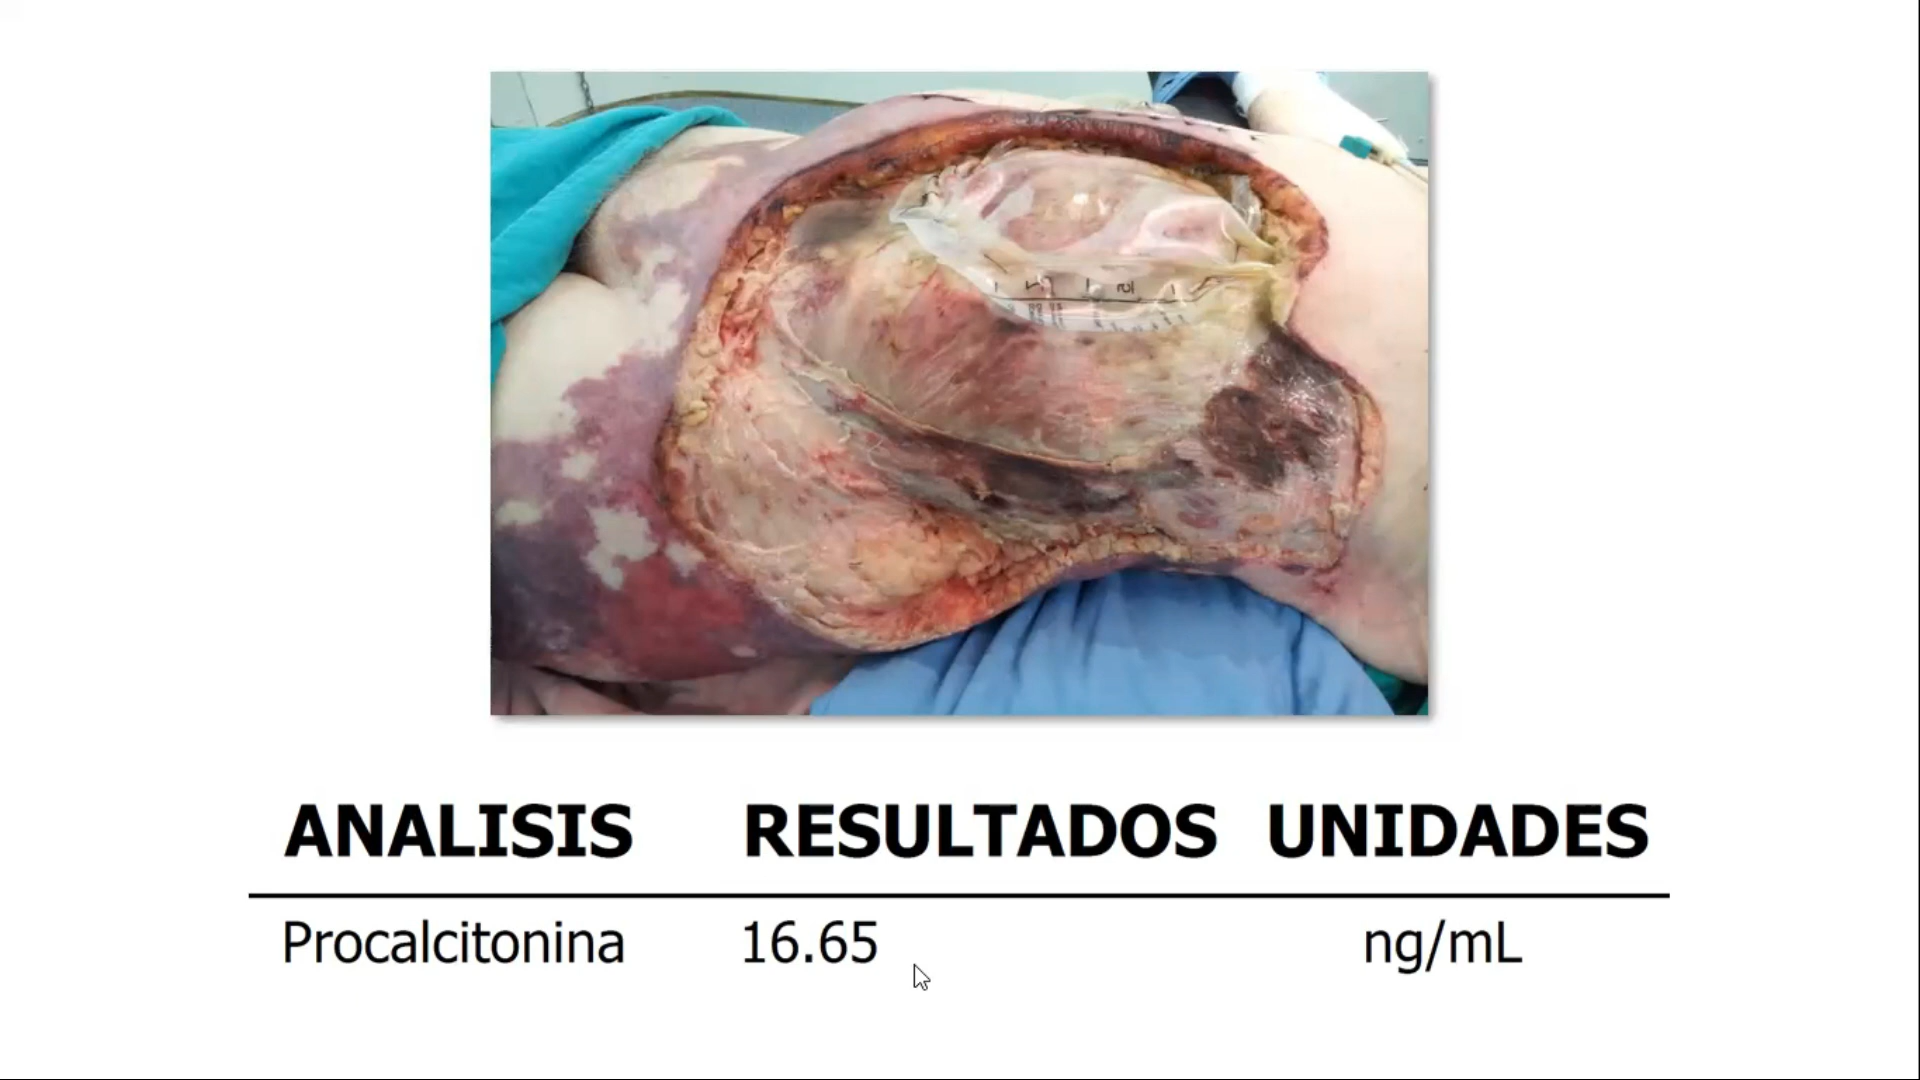 ANALISIS RESULTADOS UNIDADES
Procalcitonina 16.65 ng/mL